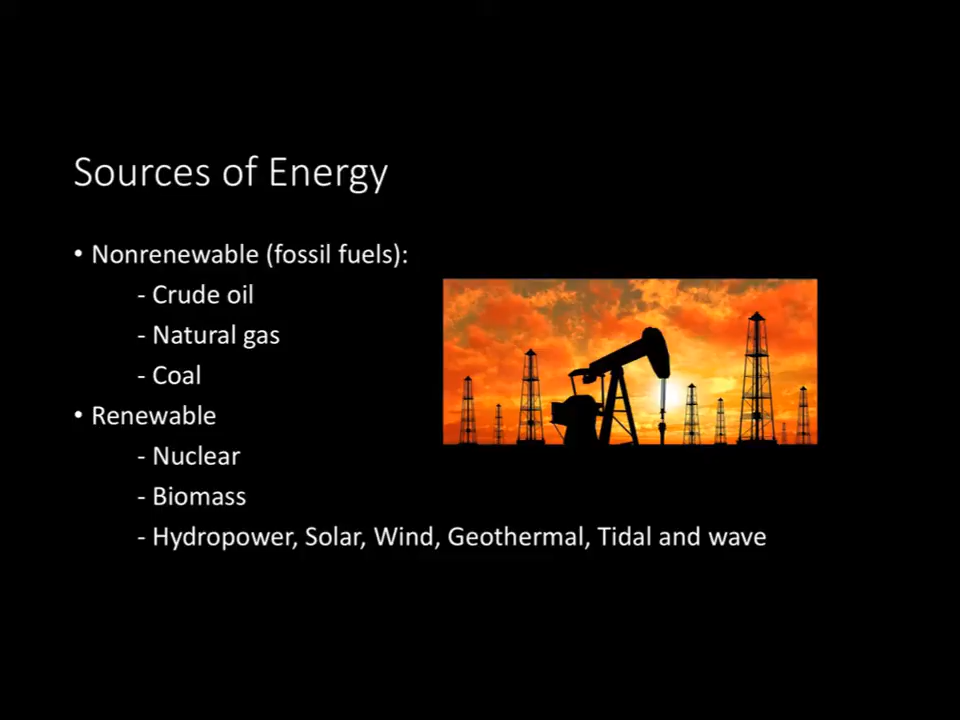 Sources of Energy
• Nonrenewable (fossil fuels):
- Crude oil
- Natural gas
- Coal
• Renewable
- Nuclear
- Biomass
- Hydropower, Solar, Wind, Geothermal, Tidal and wave